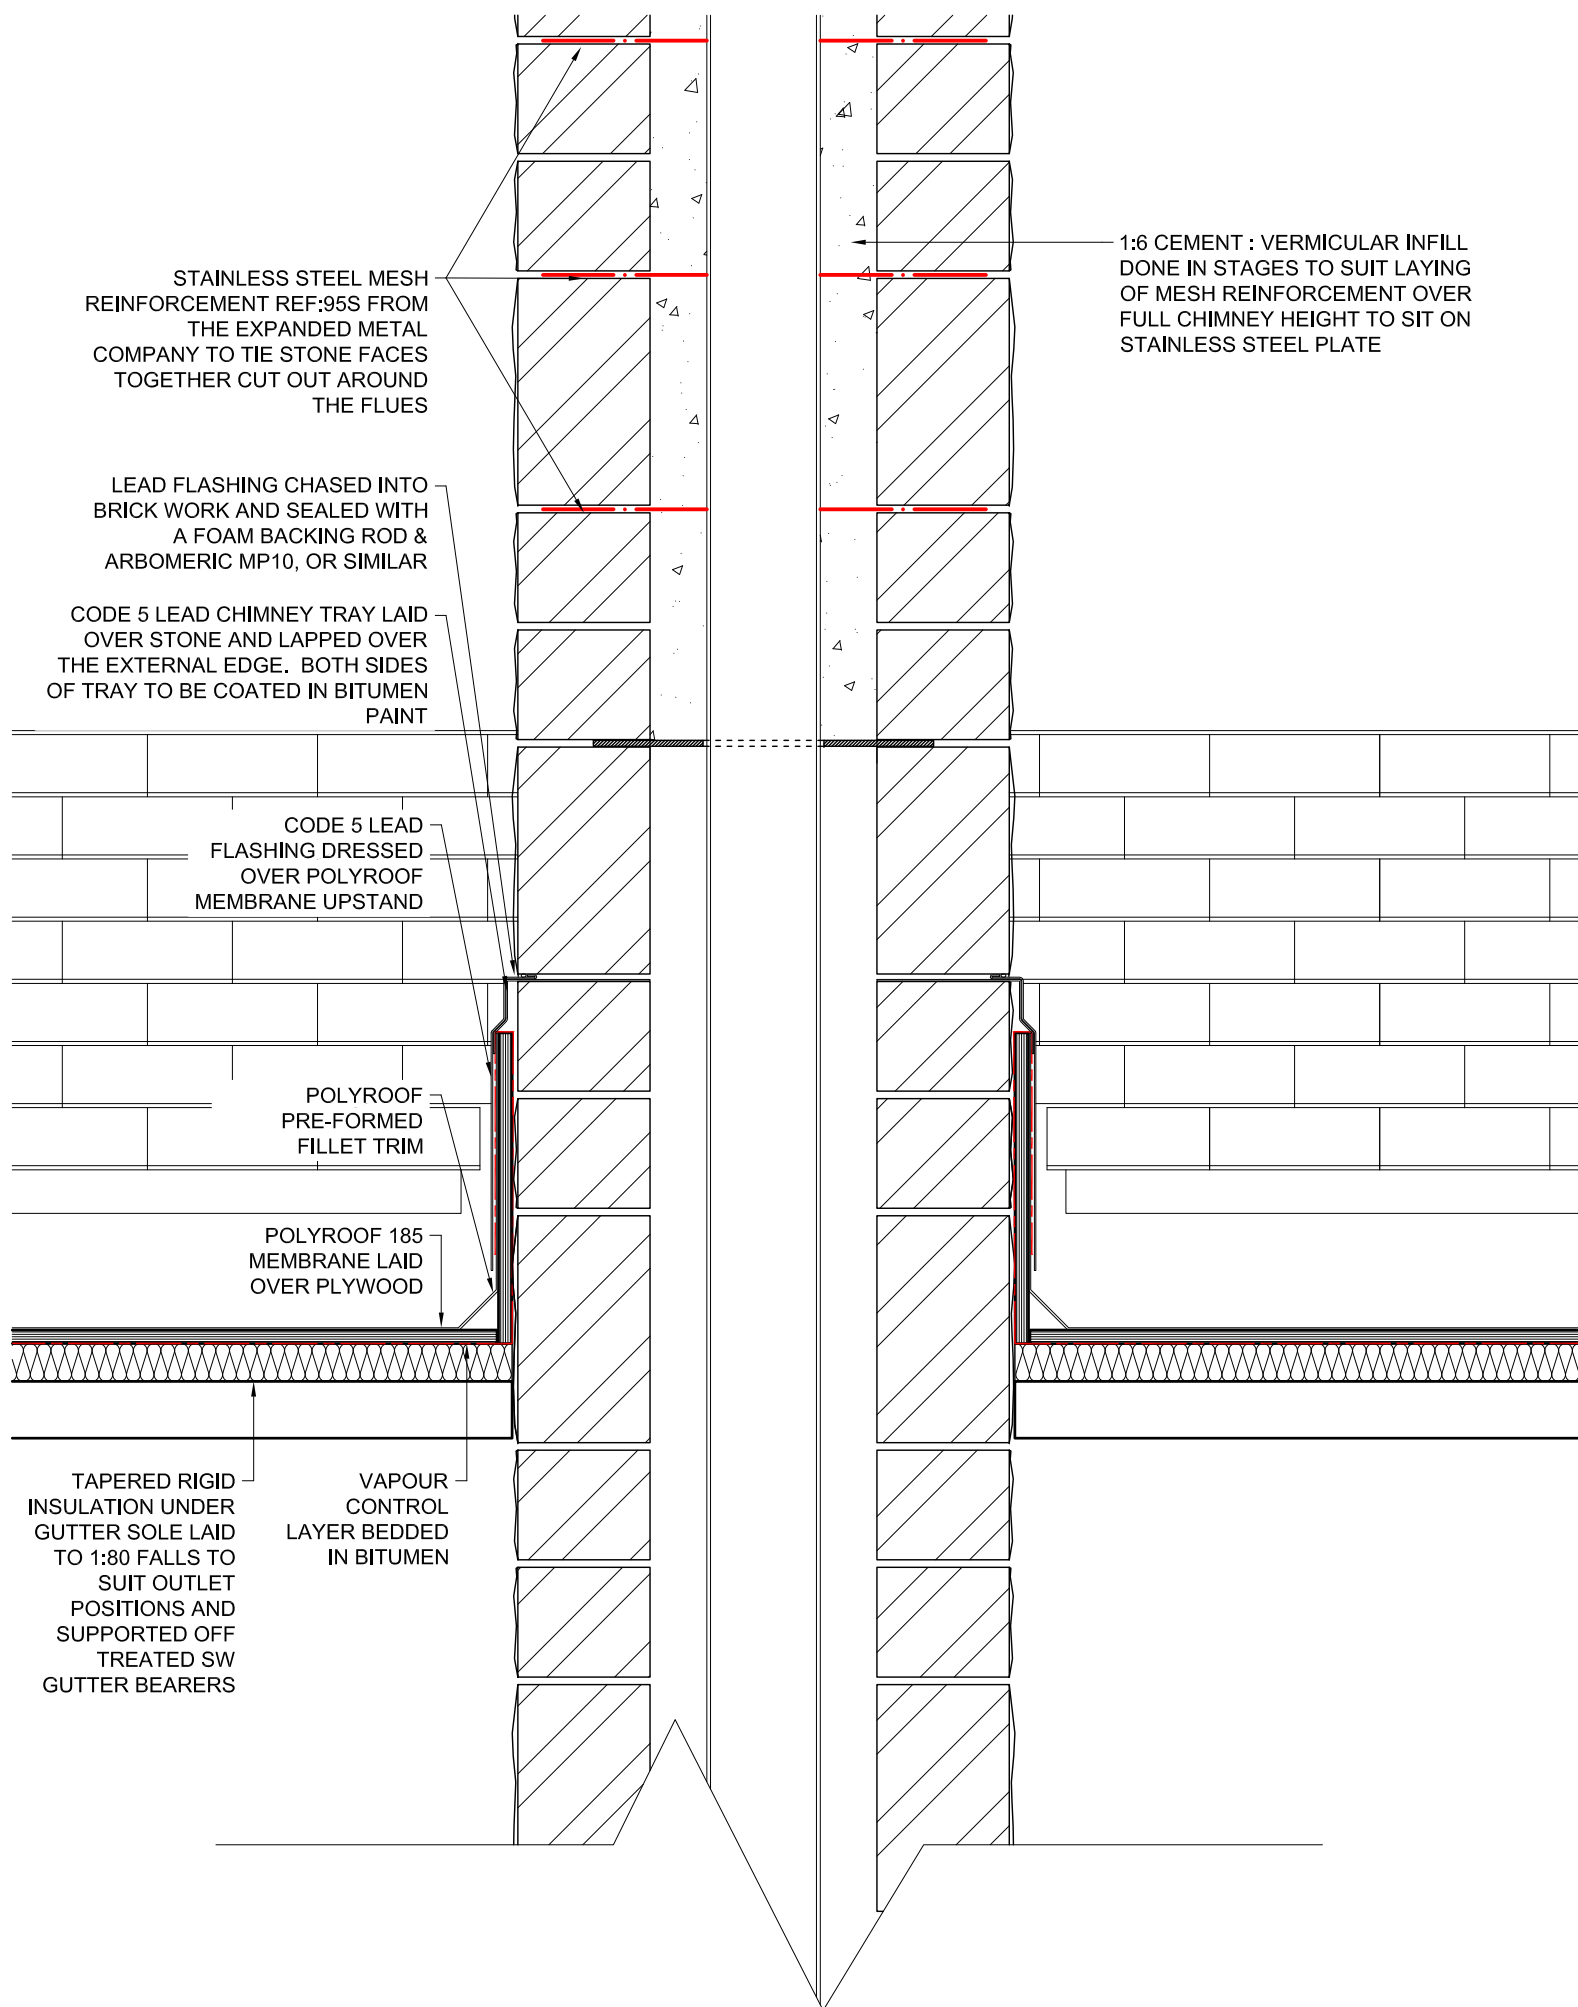 STAINLESS STEEL MESH
REINFORCEMENT REF:95S FROM
THE EXPANDED METAL
COMPANY TO TIE STONE FACES
TOGETHER CUT OUT AROUND
THE FLUES
1:6 CEMENT : VERMICULAR INFILL
DONE IN STAGES TO SUIT LAYING
OF MESH REINFORCEMENT OVER
FULL CHIMNEY HEIGHT TO SIT ON
STAINLESS STEEL PLATE
LEAD FLASHING CHASED INTO
BRICK WORK AND SEALED WITH
A FOAM BACKING ROD &
ARBOMERIC MP10, OR SIMILAR
CODE 5 LEAD CHIMNEY TRAY LAID
OVER STONE AND LAPPED OVER
THE EXTERNAL EDGE. BOTH SIDES
OF TRAY TO BE COATED IN BITUMEN
PAINT
CODE 5 LEAD
FLASHING DRESSED
OVER POLYROOF
MEMBRANE UPSTAND
POLYROOF
PRE-FORMED
FILLET TRIM
POLYROOF 185
MEMBRANE LAID
OVER PLYWOOD
TAPERED RIGID
INSULATION UNDER
GUTTER SOLE LAID
TO 1:80 FALLS TO
SUIT OUTLET
POSITIONS AND
SUPPORTED OFF
TREATED SW
GUTTER BEARERS
VAPOUR
CONTROL
LAYER BEDDED
IN BITUMEN